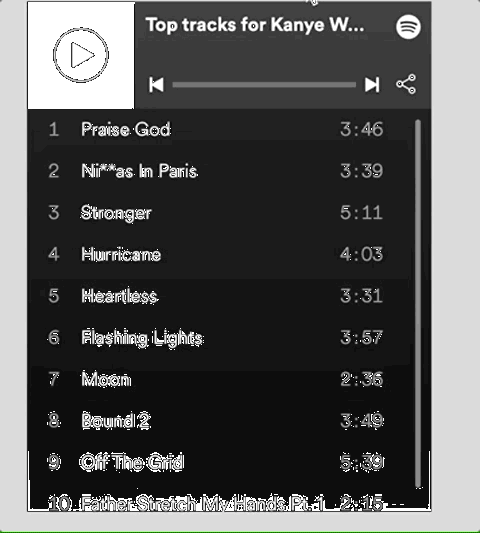 Top tracks for Kanye W...
1 Praise God 3:46
2 Ni**as In Paris 3:39
3 Stronger 5:11
4 Hurricane 4:03
5 Heartless 3:31
6 Flashing Lights 3:57
7 Moon 2:36
8 Bound 2 3:49
9 Off The Grid 5:39
10 Father Stretch My Hands Pt. 1 2:15